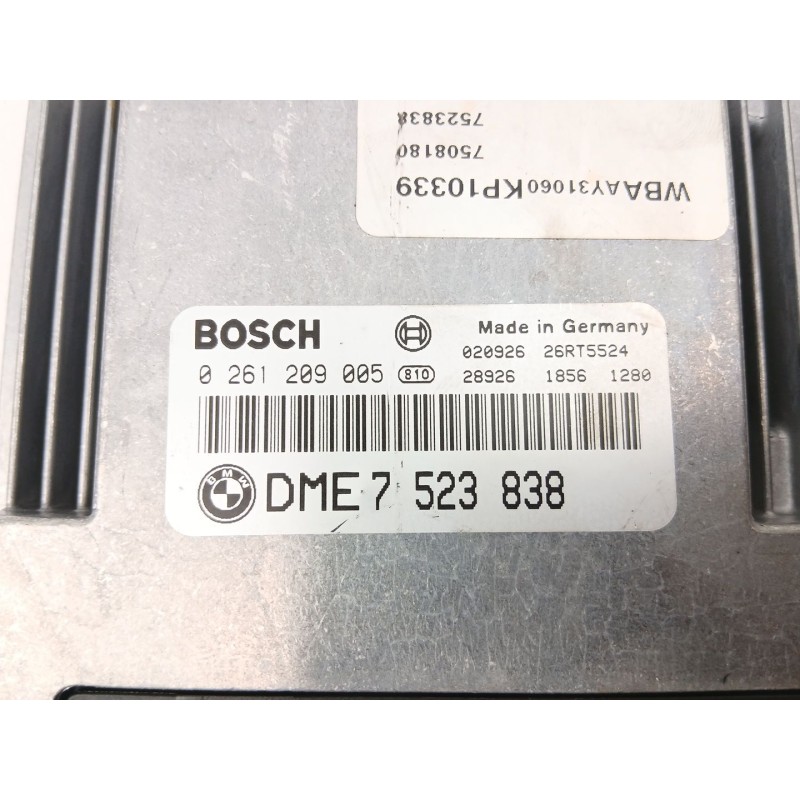 7523838
7508180
WBAAY31060KP10339
BOSCH
Made in Germany
020926 26RT5524
0 261 209 005 810 28926 1856 1280
BMW DME 7 523 838